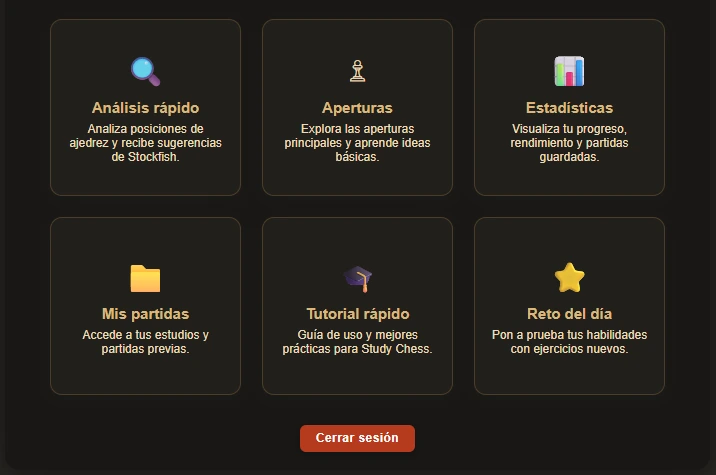 Análisis rápido
Analiza posiciones de
ajedrez y recibe sugerencias
de Stockfish.
Aperturas
Explora las aperturas
principales y aprende ideas
básicas.
Estadísticas
Visualiza tu progreso,
rendimiento y partidas
guardadas.
Mis partidas
Accede a tus estudios y
partidas previas.
Tutorial rápido
Guía de uso y mejores
prácticas para Study Chess.
Reto del día
Pon a prueba tus habilidades
con ejercicios nuevos.
Cerrar sesión